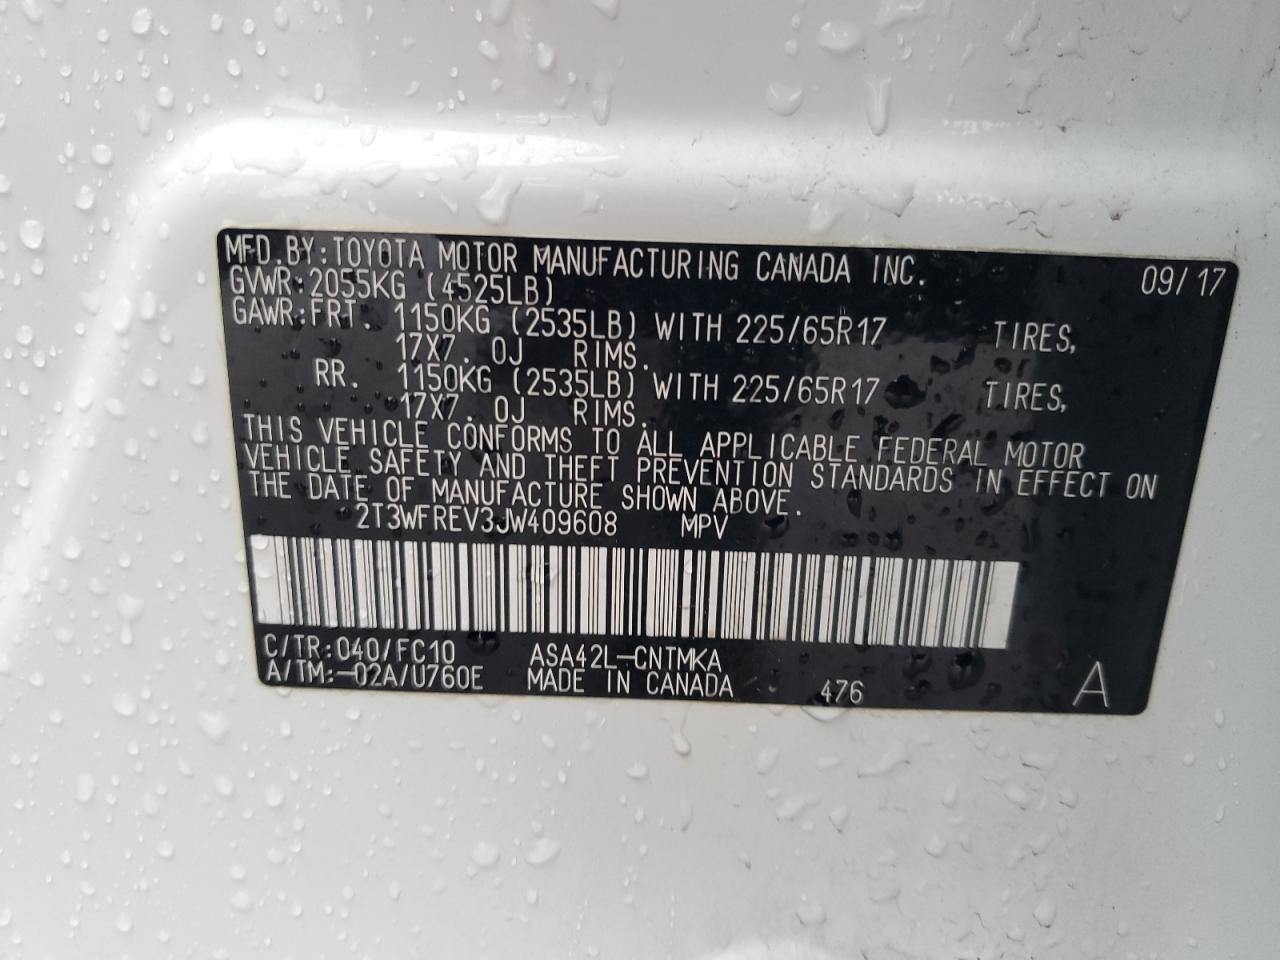 MFD.BY:TOYOTA MOTOR MANUFACTURING CANADA INC. 09/17
GVWR:2055KG (4525LB)
GAWR:FRT. 1150KG (2535LB) WITH 225/65R17 TIRES,
17X7.0J RIMS.
RR. 1150KG (2535LB) WITH 225/65R17 TIRES,
17X7.0J RIMS.
THIS VEHICLE CONFORMS TO ALL APPLICABLE FEDERAL MOTOR
VEHICLE SAFETY AND THEFT PREVENTION STANDARDS IN EFFECT ON
THE DATE OF MANUFACTURE SHOWN ABOVE.
2T3WFREV3JW409608 MPV
C/TR:040/FC10 ASA42L-CNTMKA
A/TM:-02A/U760E MADE IN CANADA 476 A